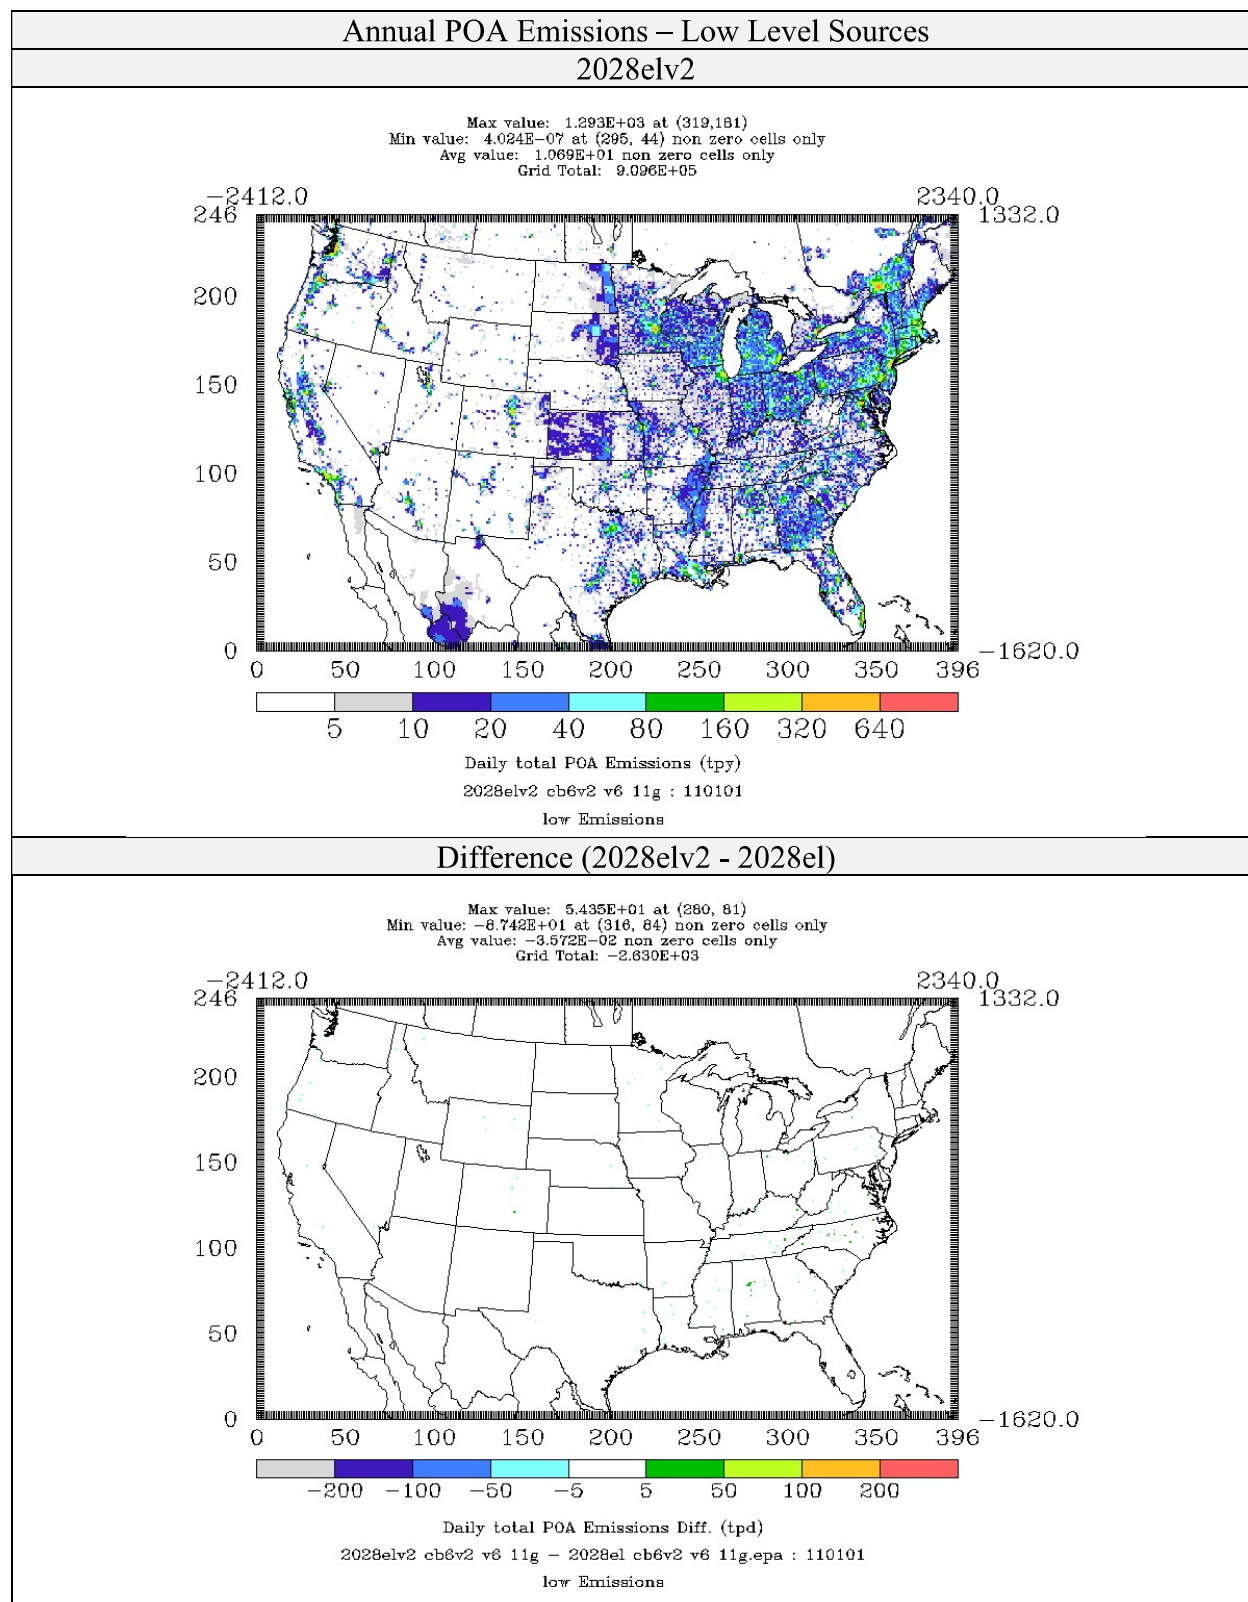 Annual POA Emissions – Low Level Sources
2028elv2
Max value: 1.293E+03 at (319,181)
Min value: 4.024E-07 at (295, 44) non zero cells only
Avg value: 1.069E+01 non zero cells only
Grid Total: 9.096E+05
-2412.0 2340.0
246 1332.0
200
150
100
50
0 -1620.0
0 50 100 150 200 250 300 350 396
5 10 20 40 80 160 320 640
Daily total POA Emissions (tpy)
2028elv2 cb6v2 v6 11g : 110101
low Emissions
Difference (2028elv2 - 2028el)
Max value: 5.435E+01 at (280, 81)
Min value: -8.742E+01 at (316, 84) non zero cells only
Avg value: -3.572E-02 non zero cells only
Grid Total: -2.630E+03
-2412.0 2340.0
246 1332.0
200
150
100
50
0 -1620.0
0 50 100 150 200 250 300 350 396
-200 -100 -50 -5 5 50 100 200
Daily total POA Emissions Diff. (tpd)
2028elv2 cb6v2 v6 11g - 2028el cb6v2 v6 11g.epa : 110101
low Emissions